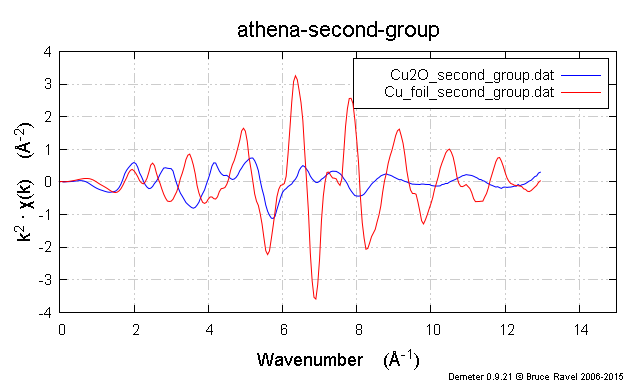 athena-second-group
Cu2O_second_group.dat
Cu_foil_second_group.dat
4
3
2
1
0
-1
-2
-3
-4
k² · χ(k) (Å⁻²)
0 2 4 6 8 10 12 14
Wavenumber (Å⁻¹)
Demeter 0.9.21 © Bruce Ravel 2006-2015